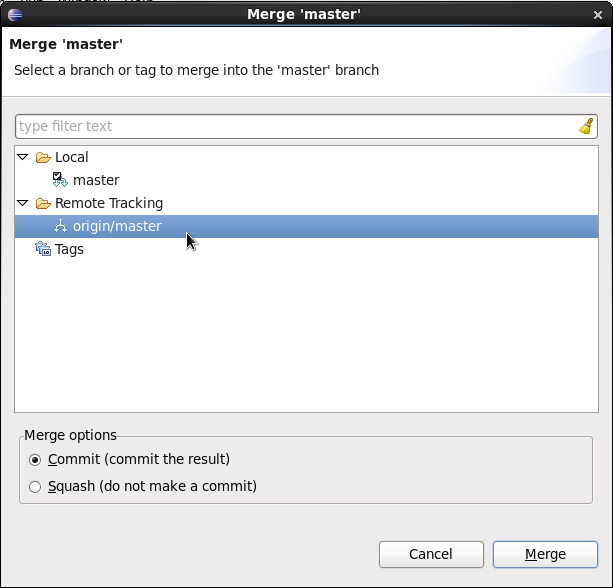 Merge 'master'
Merge 'master'
Select a branch or tag to merge into the 'master' branch
type filter text
Local
master
Remote Tracking
origin/master
Tags
Merge options
Commit (commit the result)
Squash (do not make a commit)
Cancel
Merge